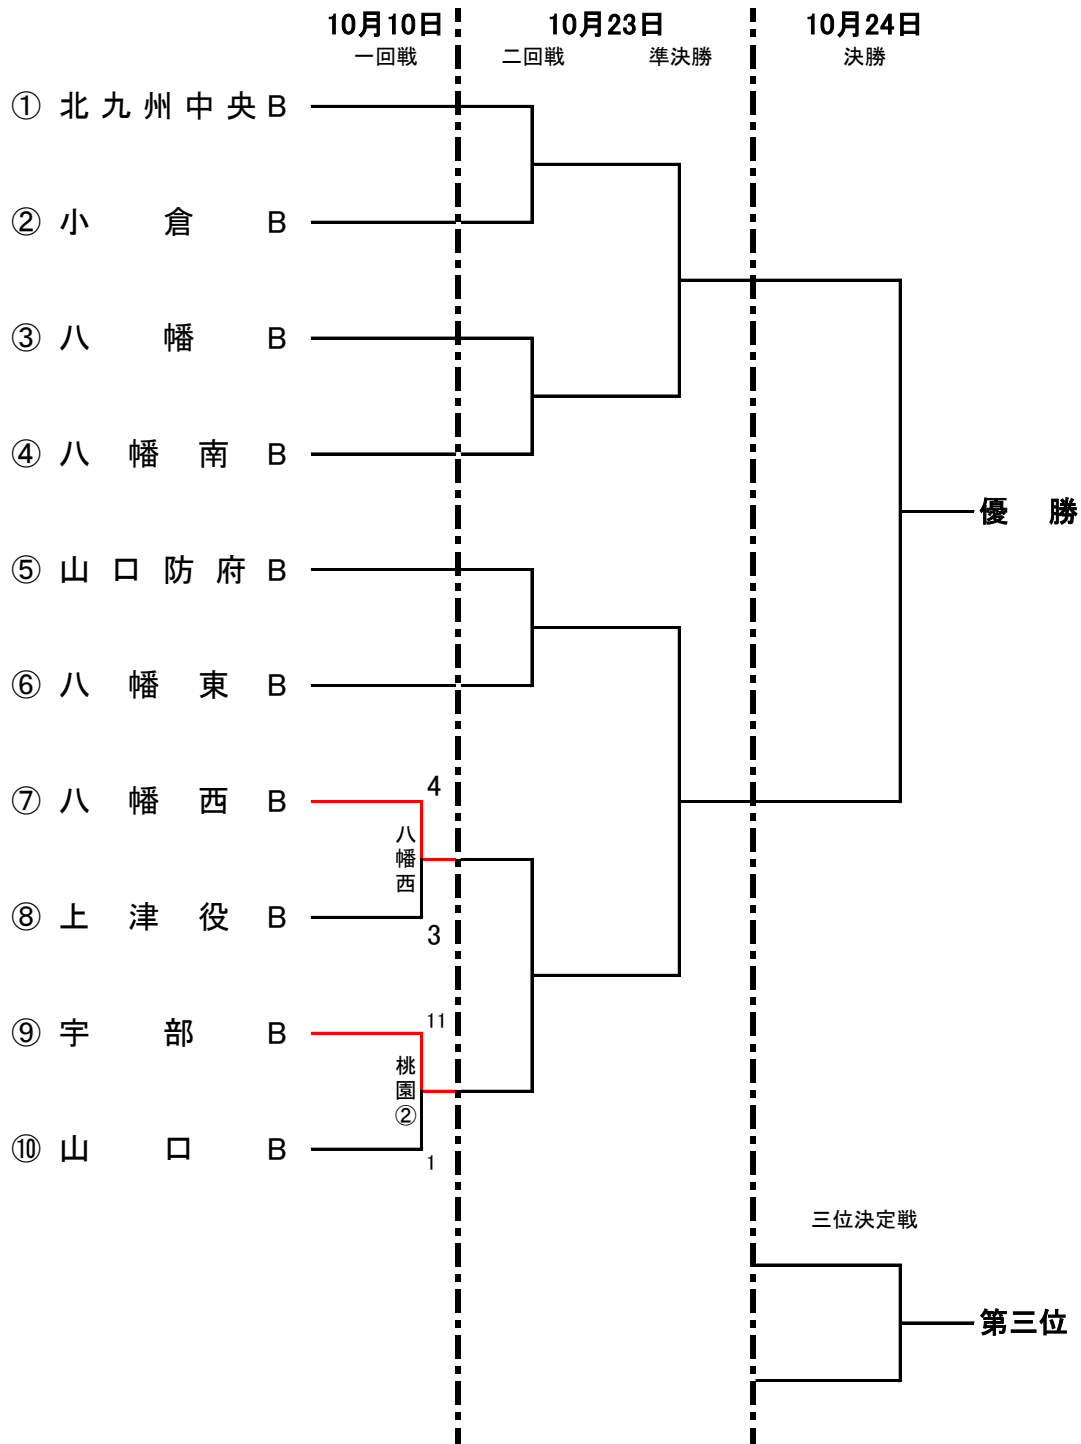 10月10日 10月23日 10月24日
一回戦 二回戦 準決勝 決勝
① 北九州中央 B
② 小倉 B
③ 八幡 B
④ 八幡南 B
優勝
⑤ 山口防府 B
⑥ 八幡東 B
4
⑦ 八幡西 B
八幡西
⑧ 上津役 B
3
11
⑨ 宇部 B
桃園②
⑩ 山口 B
1
三位決定戦
第三位